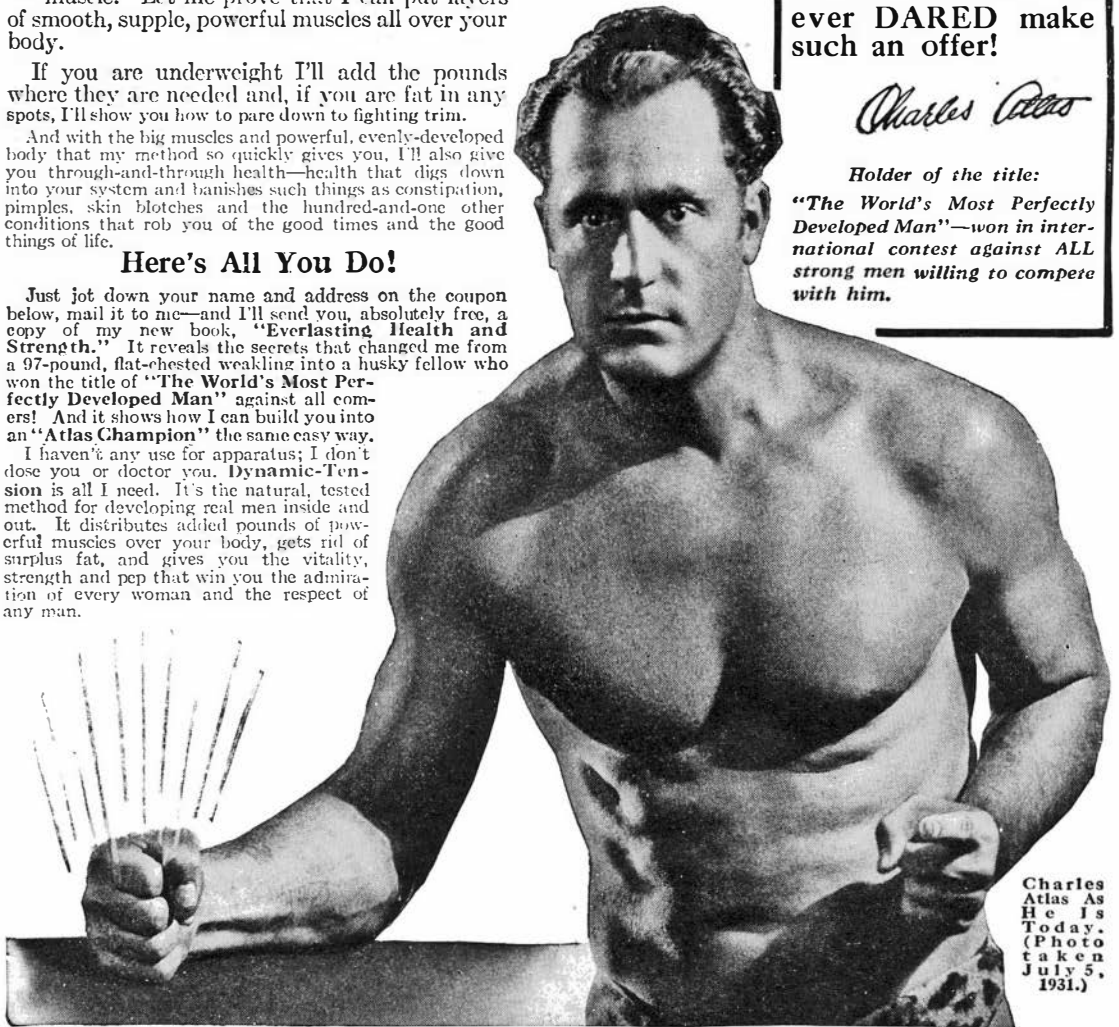 muscle. Let me prove that I can put layers
of smooth, supple, powerful muscles all over your
body.
If you are underweight I'll add the pounds
where they are needed and, if you are fat in any
spots, I'll show you how to pare down to fighting trim.
And with the big muscles and powerful, evenly-developed
body that my method so quickly gives you, I'll also give
you through-and-through health—health that digs down
into your system and banishes such things as constipation,
pimples, skin blotches and the hundred-and-one other
conditions that rob you of the good times and the good
things of life.
Here's All You Do!
Just jot down your name and address on the coupon
below, mail it to me—and I'll send you, absolutely free, a
copy of my new book, "Everlasting Health and
Strength." It reveals the secrets that changed me from
a 97-pound, flat-chested weakling into a husky fellow who
won the title of "The World's Most Per-
fectly Developed Man" against all com-
ers! And it shows how I can build you into
an "Atlas Champion" the same easy way.
I haven't any use for apparatus; I don't
dose you or doctor you. Dynamic-Ten-
sion is all I need. It's the natural, tested
method for developing real men inside and
out. It distributes added pounds of pow-
erful muscles over your body, gets rid of
surplus fat, and gives you the vitality,
strength and pep that win you the admira-
tion of every woman and the respect of
any man.
ever DARED make
such an offer!
Charles Atlas
Holder of the title:
"The World's Most Perfectly
Developed Man"—won in inter-
national contest against ALL
strong men willing to compete
with him.
Charles
Atlas As
He Is
Today.
(Photo
taken
July 5,
1931.)